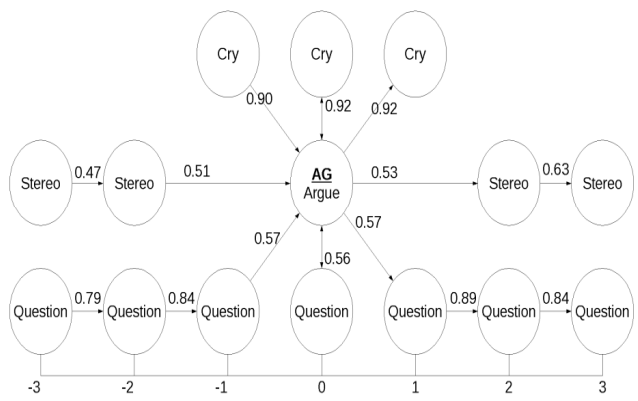 Cry Cry Cry
0.90 0.92 0.92
AG
Stereo 0.47 Stereo 0.51 Argue 0.53 Stereo 0.63 Stereo
0.57 0.57
0.56
Question 0.79 Question 0.84 Question Question Question 0.89 Question 0.84 Question
-3 -2 -1 0 1 2 3